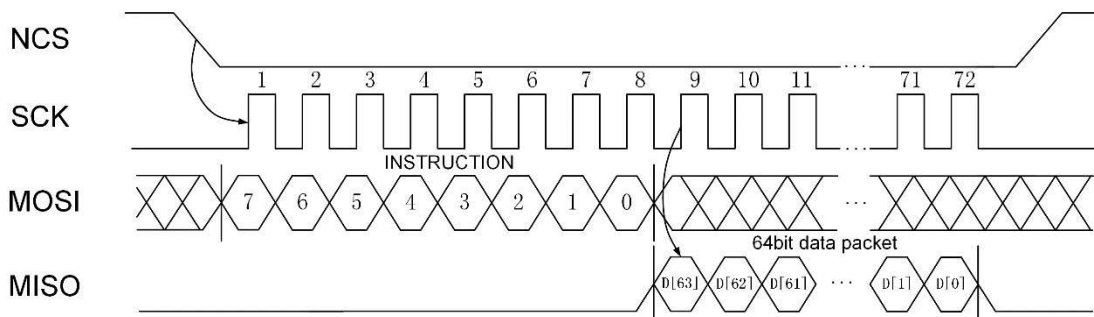 NCS
1 2 3 4 5 6 7 8 9 10 11 ··· 71 72
SCK
···
INSTRUCTION
MOSI 7 6 5 4 3 2 1 0 ···
64bit data packet
MISO D[63] D[62] D[61] ··· D[1] D[0]